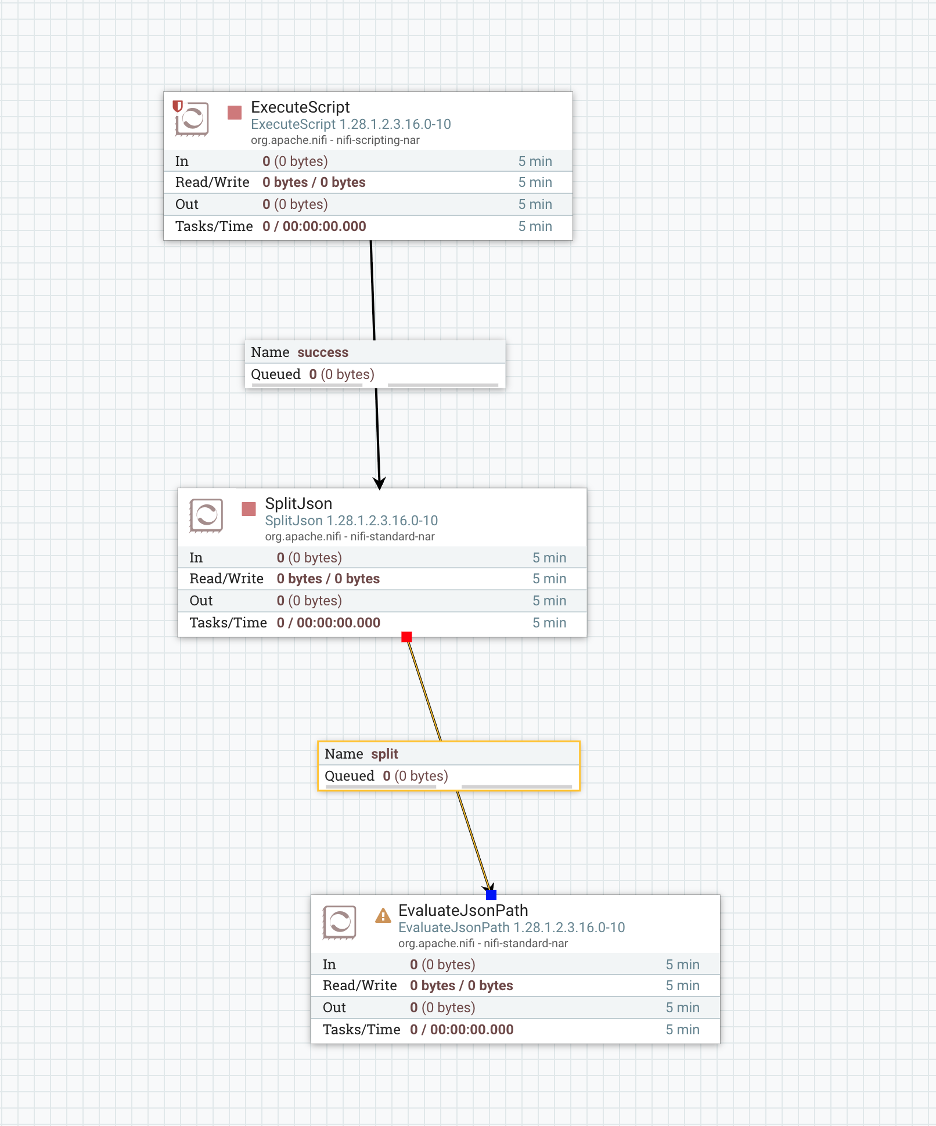 ExecuteScript
ExecuteScript 1.28.1.2.3.16.0-10
org.apache.nifi - nifi-scripting-nar
In 0 (0 bytes) 5 min
Read/Write 0 bytes / 0 bytes 5 min
Out 0 (0 bytes) 5 min
Tasks/Time 0 / 00:00:00.000 5 min
Name success
Queued 0 (0 bytes)
SplitJson
SplitJson 1.28.1.2.3.16.0-10
org.apache.nifi - nifi-standard-nar
In 0 (0 bytes) 5 min
Read/Write 0 bytes / 0 bytes 5 min
Out 0 (0 bytes) 5 min
Tasks/Time 0 / 00:00:00.000 5 min
Name split
Queued 0 (0 bytes)
EvaluateJsonPath
EvaluateJsonPath 1.28.1.2.3.16.0-10
org.apache.nifi - nifi-standard-nar
In 0 (0 bytes) 5 min
Read/Write 0 bytes / 0 bytes 5 min
Out 0 (0 bytes) 5 min
Tasks/Time 0 / 00:00:00.000 5 min